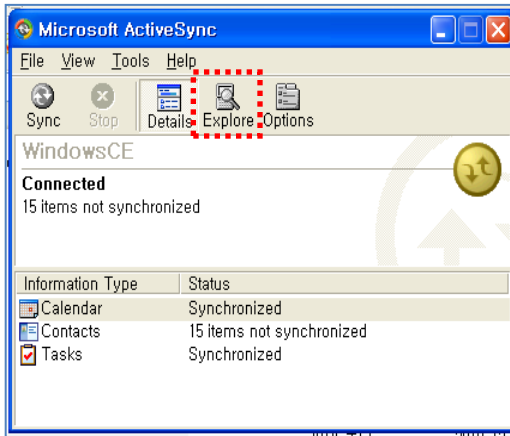 Microsoft ActiveSync
File View Tools Help
Sync Stop Details Explore Options
WindowsCE
Connected
15 items not synchronized
Information Type Status
Calendar Synchronized
Contacts 15 items not synchronized
Tasks Synchronized